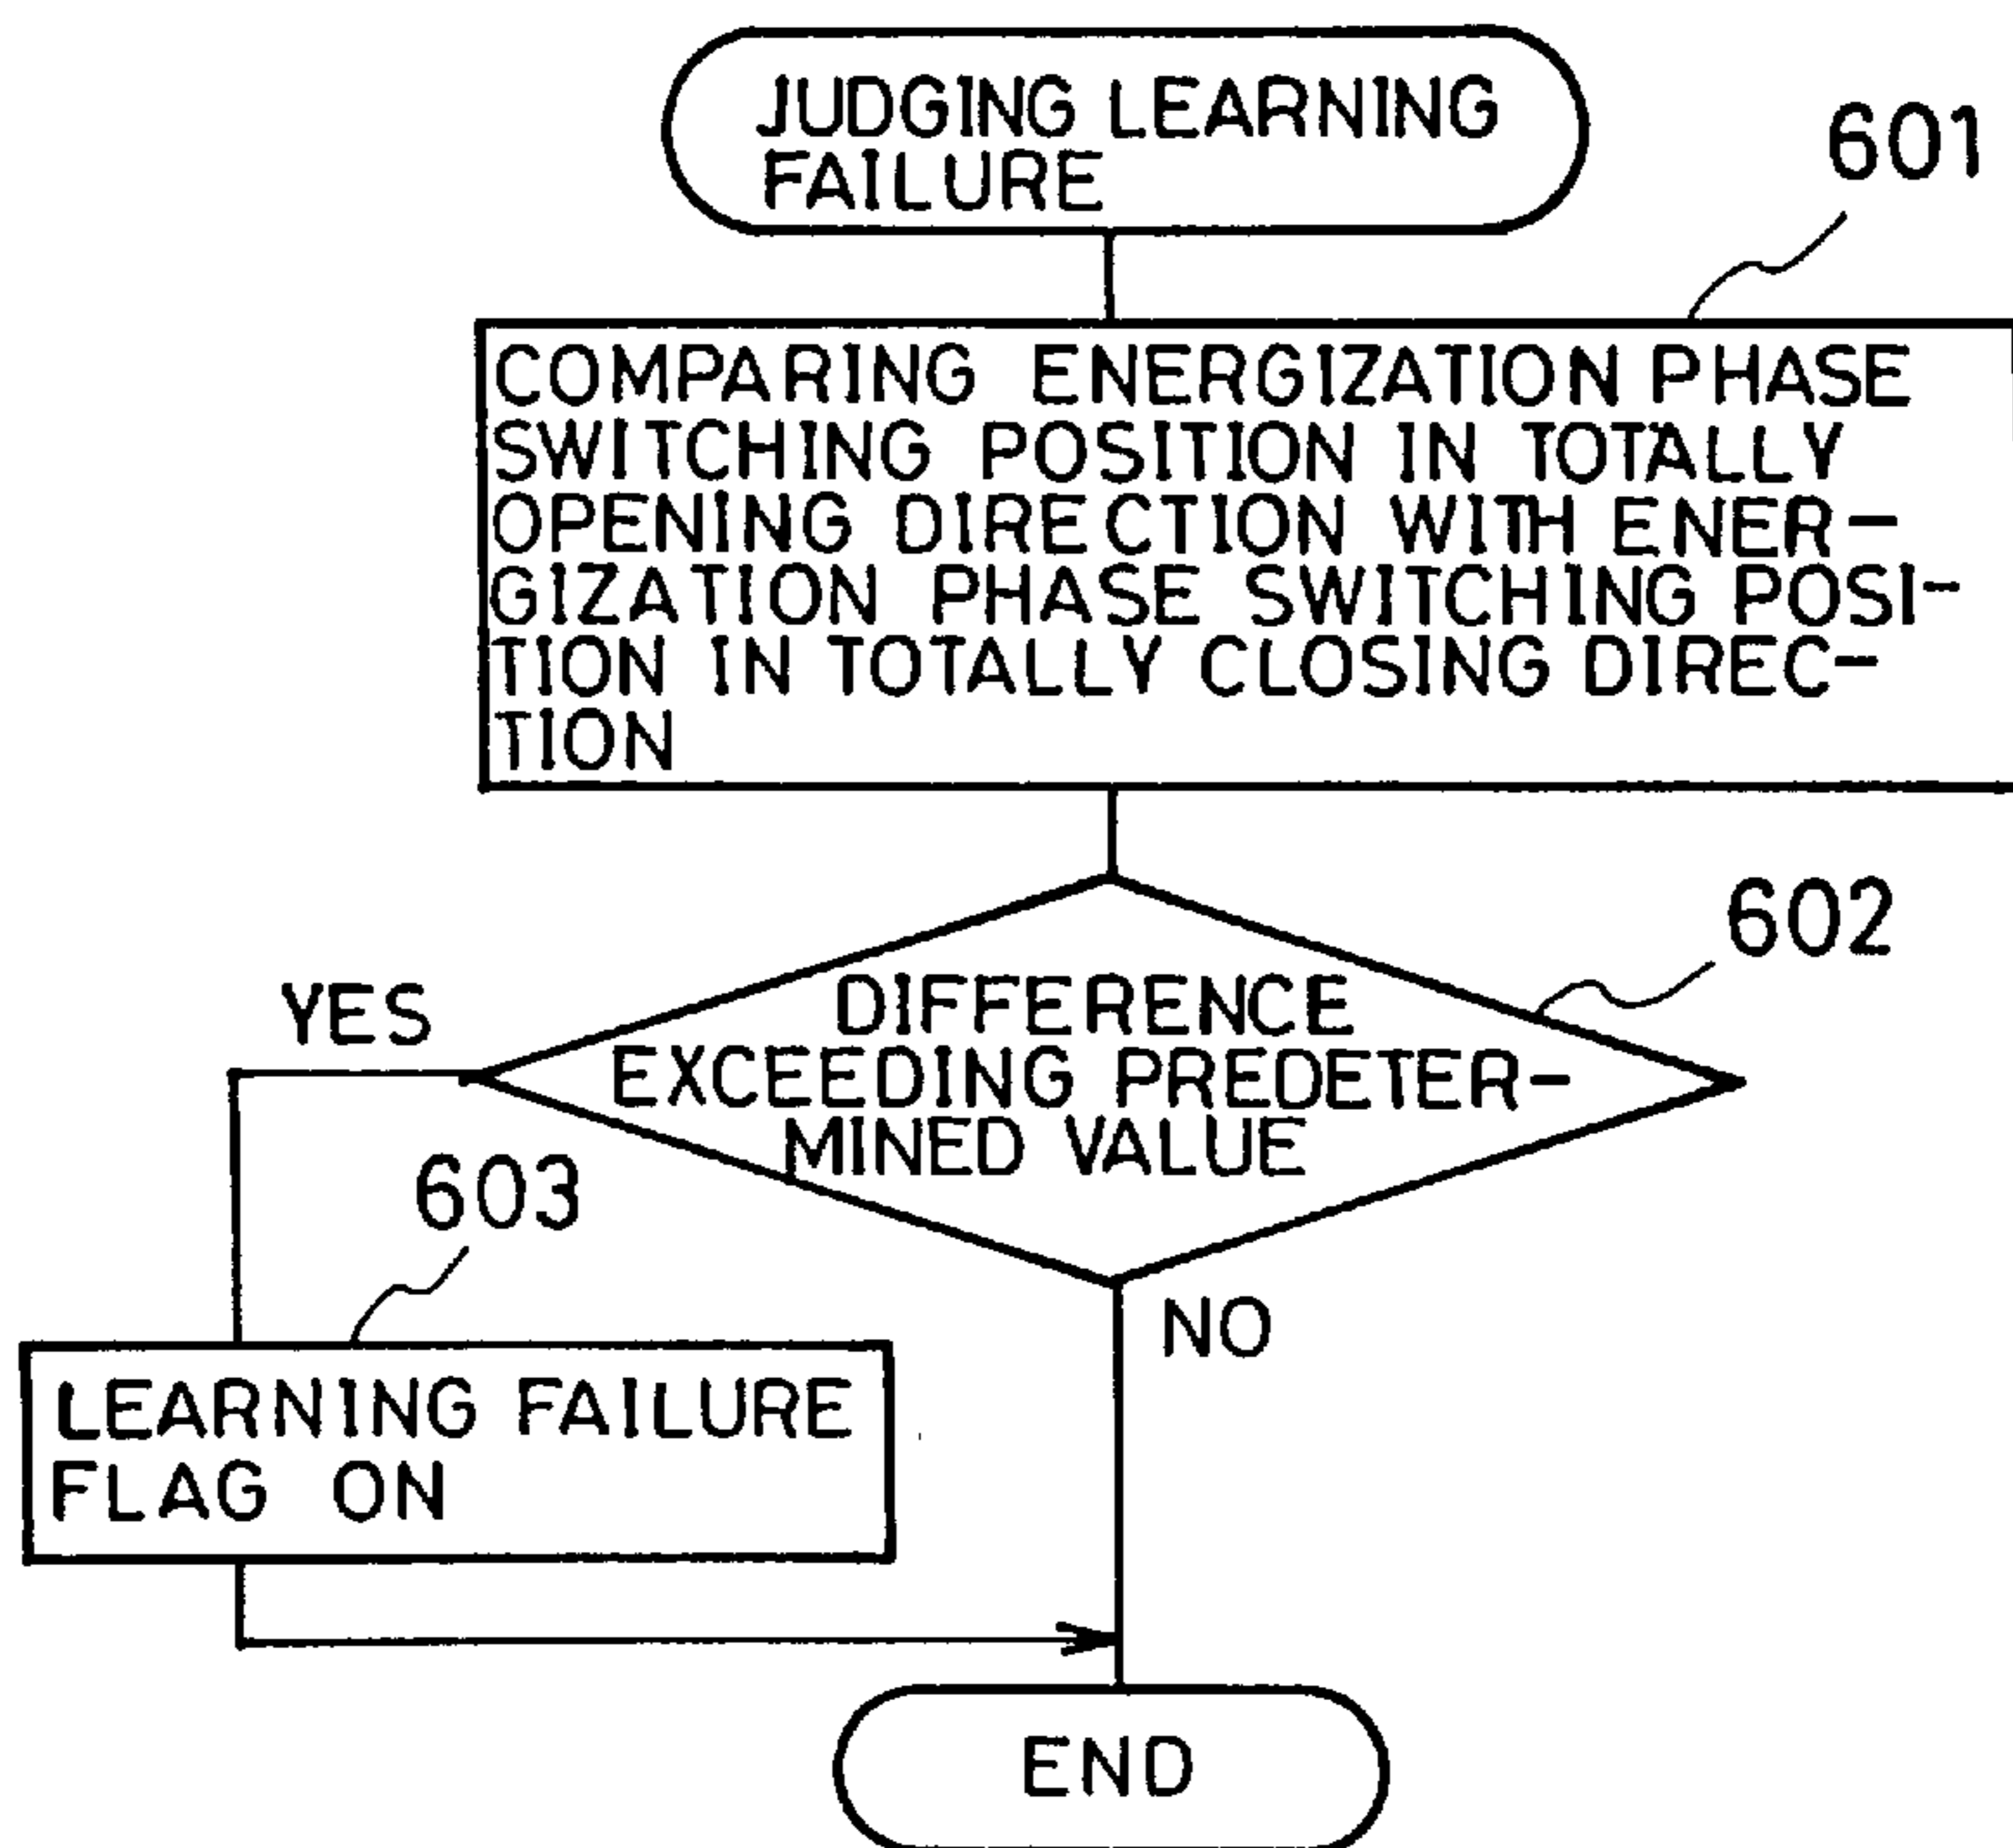 JUDGING LEARNING
FAILURE
601
COMPARING ENERGIZATION PHASE
SWITCHING POSITION IN TOTALLY
OPENING DIRECTION WITH ENER-
GIZATION PHASE SWITCHING POSI-
TION IN TOTALLY CLOSING DIREC-
TION
602
DIFFERENCE
EXCEEDING PREDETER-
MINED VALUE
YES
NO
603
LEARNING FAILURE
FLAG ON
END